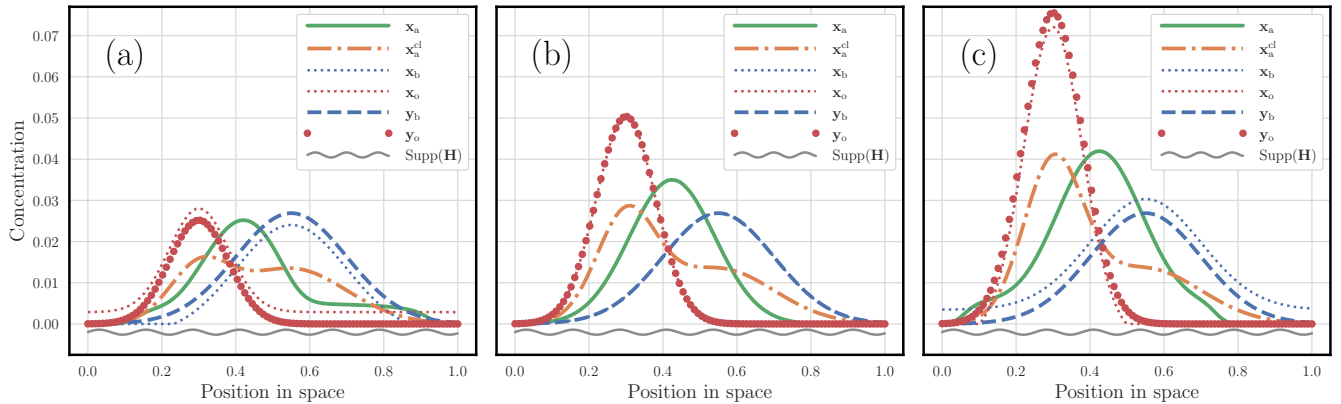 0.07
0.06
0.05
0.04
0.03
0.02
0.01
0.00
Concentration
(a)
x_a
x_a^cl
x_b
x_o
y_b
y_o
Supp(H)
0.0 0.2 0.4 0.6 0.8 1.0
Position in space
(b)
x_a
x_a^cl
x_b
x_o
y_b
y_o
Supp(H)
0.0 0.2 0.4 0.6 0.8 1.0
Position in space
(c)
x_a
x_a^cl
x_b
x_o
y_b
y_o
Supp(H)
0.0 0.2 0.4 0.6 0.8 1.0
Position in space